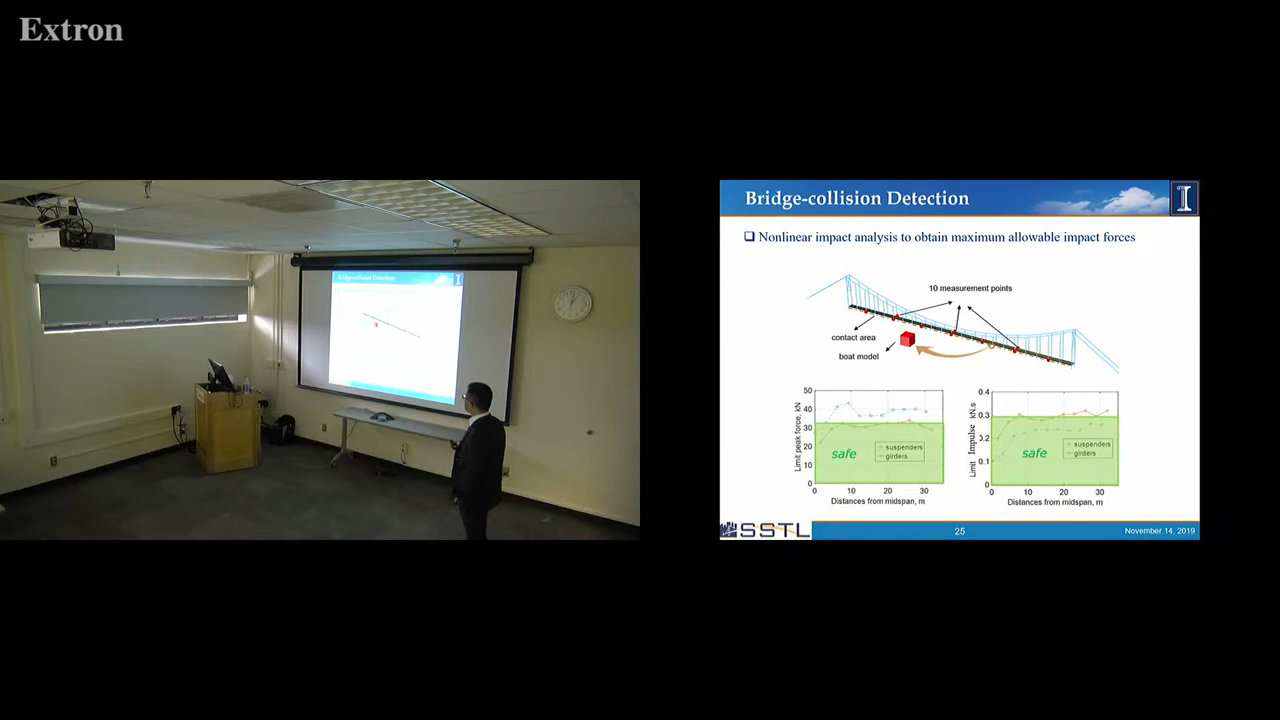 Extron
Bridge-collision Detection
Bridge-collision Detection
❑ Nonlinear impact analysis to obtain maximum allowable impact forces
10 measurement points
contact area
boat model
50
40
30
20
10
0
Limit peak force, kN
safe
suspenders
girders
0 10 20 30
Distances from midspan, m
0.4
0.3
0.2
0.1
0
Limit Impulse kN.s
safe
suspenders
girders
0 10 20 30
Distances from midspan, m
SSTL
25
November 14, 2019